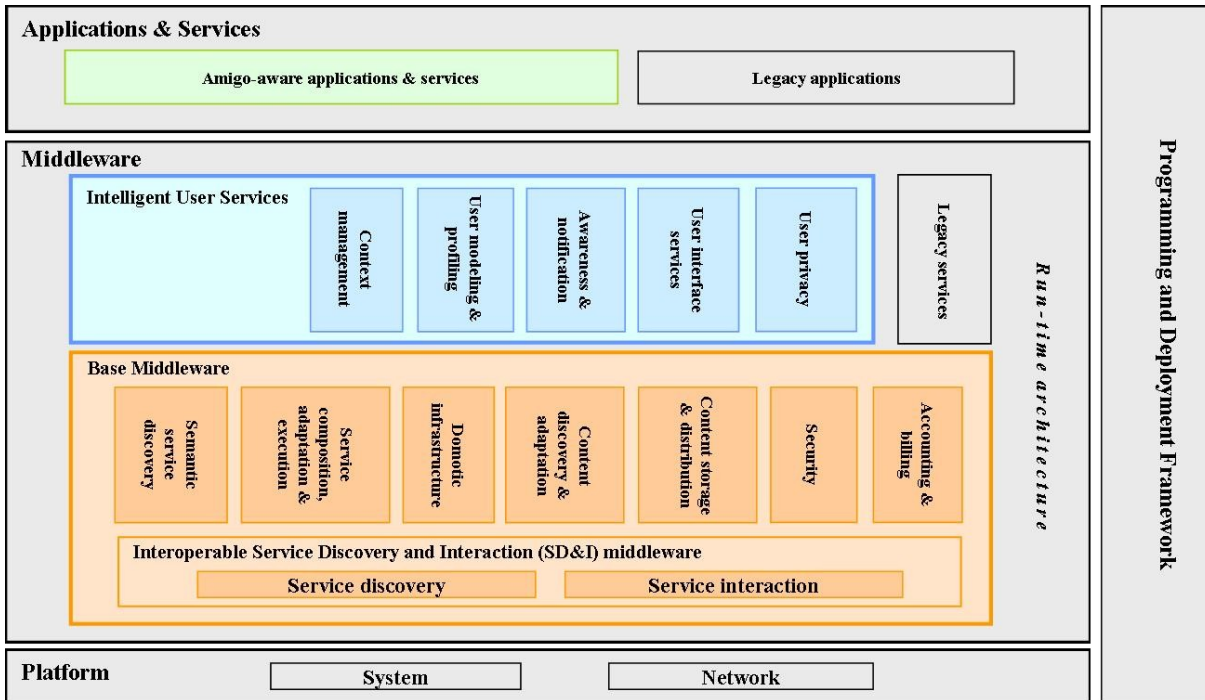 Applications & Services
Amigo-aware applications & services
Legacy applications
Middleware
Intelligent User Services
Context
management
User modeling &
profiling
Awareness &
notification
User interface
services
User privacy
Legacy services
Run-time architecture
Base Middleware
Semantic
service
discovery
Service
composition,
adaptation &
execution
Domotic
infrastructure
Content
discovery &
adaptation
Content storage
& distribution
Security
Accounting &
billing
Interoperable Service Discovery and Interaction (SD&I) middleware
Service discovery
Service interaction
Platform
System
Network
Programming and Deployment Framework